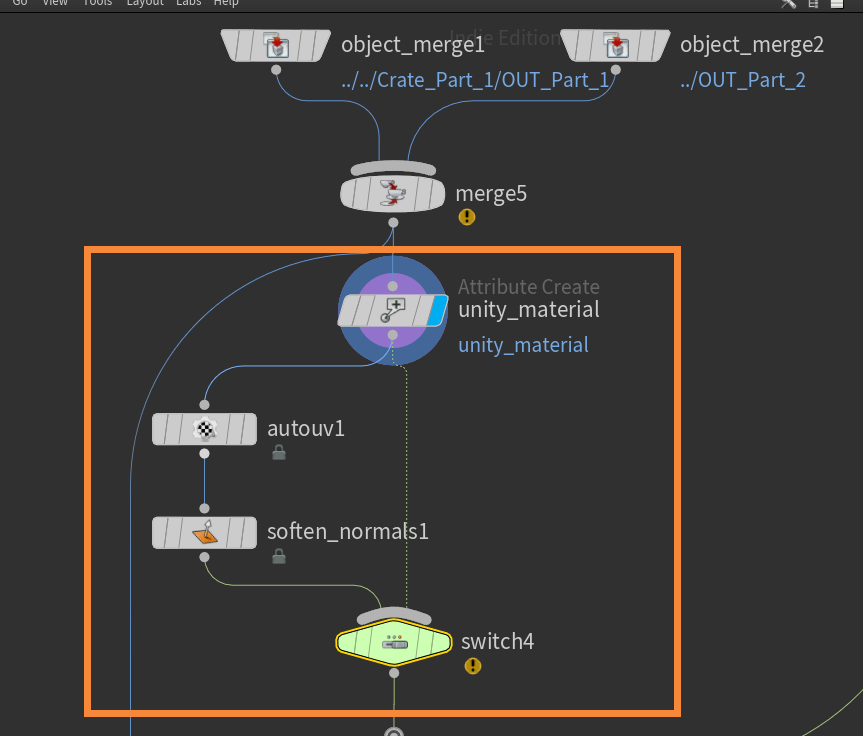 Go View Tools Layout Labs Help
Indie Edition
object_merge1
../../Crate_Part_1/OUT_Part_1
object_merge2
../OUT_Part_2
merge5
Attribute Create
unity_material
unity_material
autouv1
soften_normals1
switch4